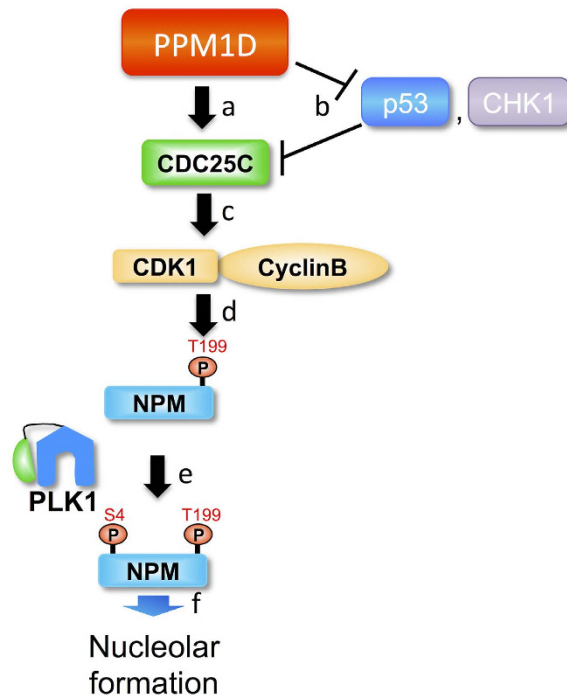 PPM1D
a
b
p53 , CHK1
CDC25C
c
CDK1 CyclinB
d
T199
P
NPM
PLK1
e
S4 T199
P P
NPM
f
Nucleolar
formation